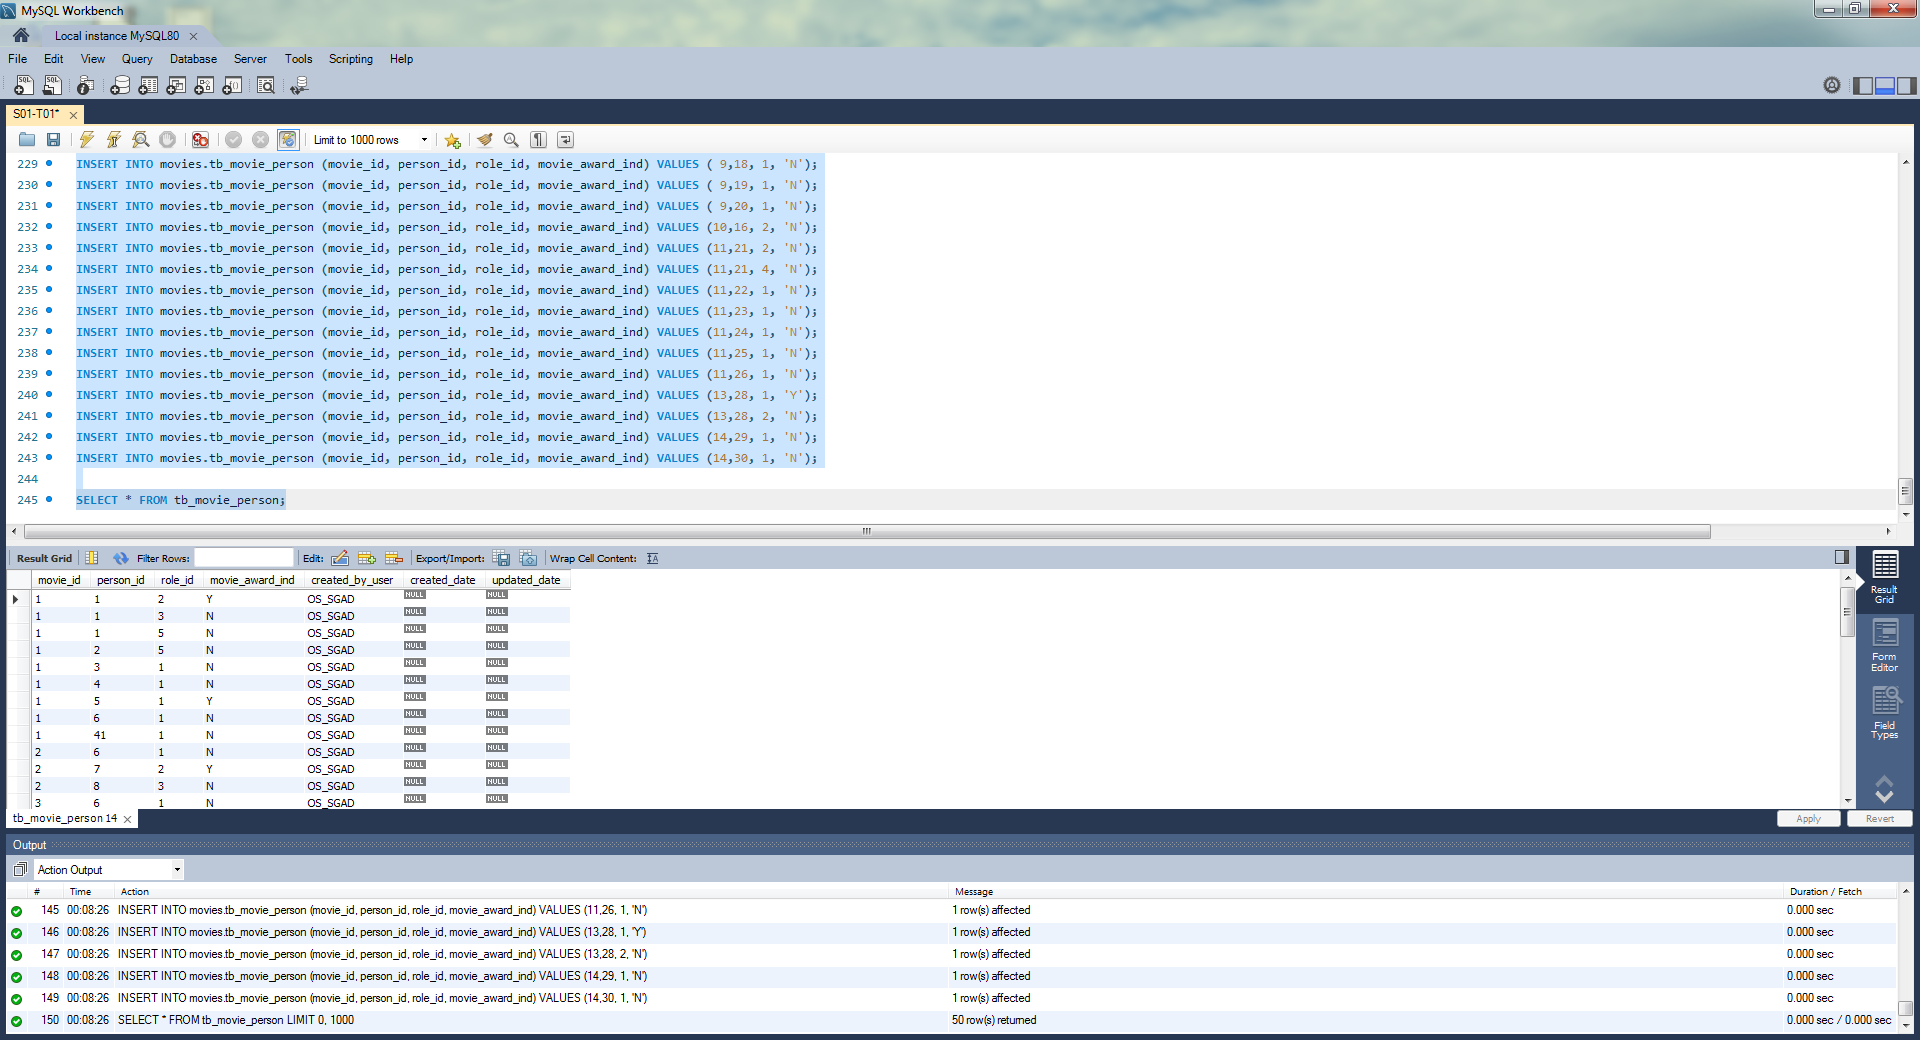 MySQL Workbench
Local instance MySQL80
File Edit View Query Database Server Tools Scripting Help
S01-T01*
Limit to 1000 rows
229 INSERT INTO movies.tb_movie_person (movie_id, person_id, role_id, movie_award_ind) VALUES ( 9,18, 1, 'N');
230 INSERT INTO movies.tb_movie_person (movie_id, person_id, role_id, movie_award_ind) VALUES ( 9,19, 1, 'N');
231 INSERT INTO movies.tb_movie_person (movie_id, person_id, role_id, movie_award_ind) VALUES ( 9,20, 1, 'N');
232 INSERT INTO movies.tb_movie_person (movie_id, person_id, role_id, movie_award_ind) VALUES (10,16, 2, 'N');
233 INSERT INTO movies.tb_movie_person (movie_id, person_id, role_id, movie_award_ind) VALUES (11,21, 2, 'N');
234 INSERT INTO movies.tb_movie_person (movie_id, person_id, role_id, movie_award_ind) VALUES (11,21, 4, 'N');
235 INSERT INTO movies.tb_movie_person (movie_id, person_id, role_id, movie_award_ind) VALUES (11,22, 1, 'N');
236 INSERT INTO movies.tb_movie_person (movie_id, person_id, role_id, movie_award_ind) VALUES (11,23, 1, 'N');
237 INSERT INTO movies.tb_movie_person (movie_id, person_id, role_id, movie_award_ind) VALUES (11,24, 1, 'N');
238 INSERT INTO movies.tb_movie_person (movie_id, person_id, role_id, movie_award_ind) VALUES (11,25, 1, 'N');
239 INSERT INTO movies.tb_movie_person (movie_id, person_id, role_id, movie_award_ind) VALUES (11,26, 1, 'N');
240 INSERT INTO movies.tb_movie_person (movie_id, person_id, role_id, movie_award_ind) VALUES (13,28, 1, 'Y');
241 INSERT INTO movies.tb_movie_person (movie_id, person_id, role_id, movie_award_ind) VALUES (13,28, 2, 'N');
242 INSERT INTO movies.tb_movie_person (movie_id, person_id, role_id, movie_award_ind) VALUES (14,29, 1, 'N');
243 INSERT INTO movies.tb_movie_person (movie_id, person_id, role_id, movie_award_ind) VALUES (14,30, 1, 'N');
244
245 SELECT * FROM tb_movie_person;
Result Grid Filter Rows: Edit: Export/Import: Wrap Cell Content:
movie_id person_id role_id movie_award_ind created_by_user created_date updated_date
1 1 2 Y OS_SGAD NULL NULL
1 1 3 N OS_SGAD NULL NULL
1 1 5 N OS_SGAD NULL NULL
1 2 5 N OS_SGAD NULL NULL
1 3 1 N OS_SGAD NULL NULL
1 4 1 N OS_SGAD NULL NULL
1 5 1 Y OS_SGAD NULL NULL
1 6 1 N OS_SGAD NULL NULL
1 41 1 N OS_SGAD NULL NULL
2 6 1 N OS_SGAD NULL NULL
2 7 2 Y OS_SGAD NULL NULL
2 8 3 N OS_SGAD NULL NULL
3 6 1 N OS_SGAD NULL NULL
Result
Grid
Form
Editor
Field
Types
tb_movie_person 14
Apply Revert
Output
Action Output
# Time Action Message Duration / Fetch
145 00:08:26 INSERT INTO movies.tb_movie_person (movie_id, person_id, role_id, movie_award_ind) VALUES (11,26, 1, 'N') 1 row(s) affected 0.000 sec
146 00:08:26 INSERT INTO movies.tb_movie_person (movie_id, person_id, role_id, movie_award_ind) VALUES (13,28, 1, 'Y') 1 row(s) affected 0.000 sec
147 00:08:26 INSERT INTO movies.tb_movie_person (movie_id, person_id, role_id, movie_award_ind) VALUES (13,28, 2, 'N') 1 row(s) affected 0.000 sec
148 00:08:26 INSERT INTO movies.tb_movie_person (movie_id, person_id, role_id, movie_award_ind) VALUES (14,29, 1, 'N') 1 row(s) affected 0.000 sec
149 00:08:26 INSERT INTO movies.tb_movie_person (movie_id, person_id, role_id, movie_award_ind) VALUES (14,30, 1, 'N') 1 row(s) affected 0.000 sec
150 00:08:26 SELECT * FROM tb_movie_person LIMIT 0, 1000 50 row(s) returned 0.000 sec / 0.000 sec